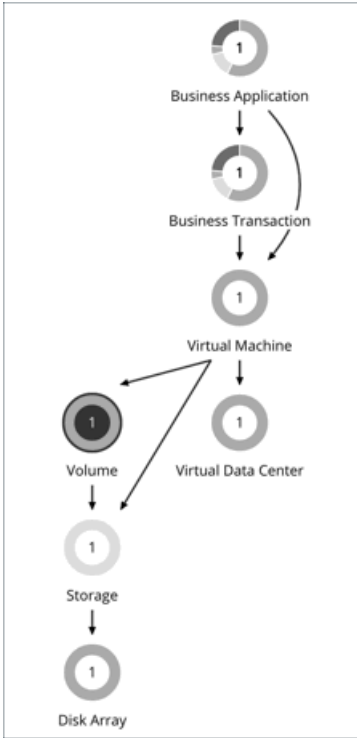 1
Business Application
1
Business Transaction
1
Virtual Machine
1
Volume
1
Virtual Data Center
1
Storage
1
Disk Array